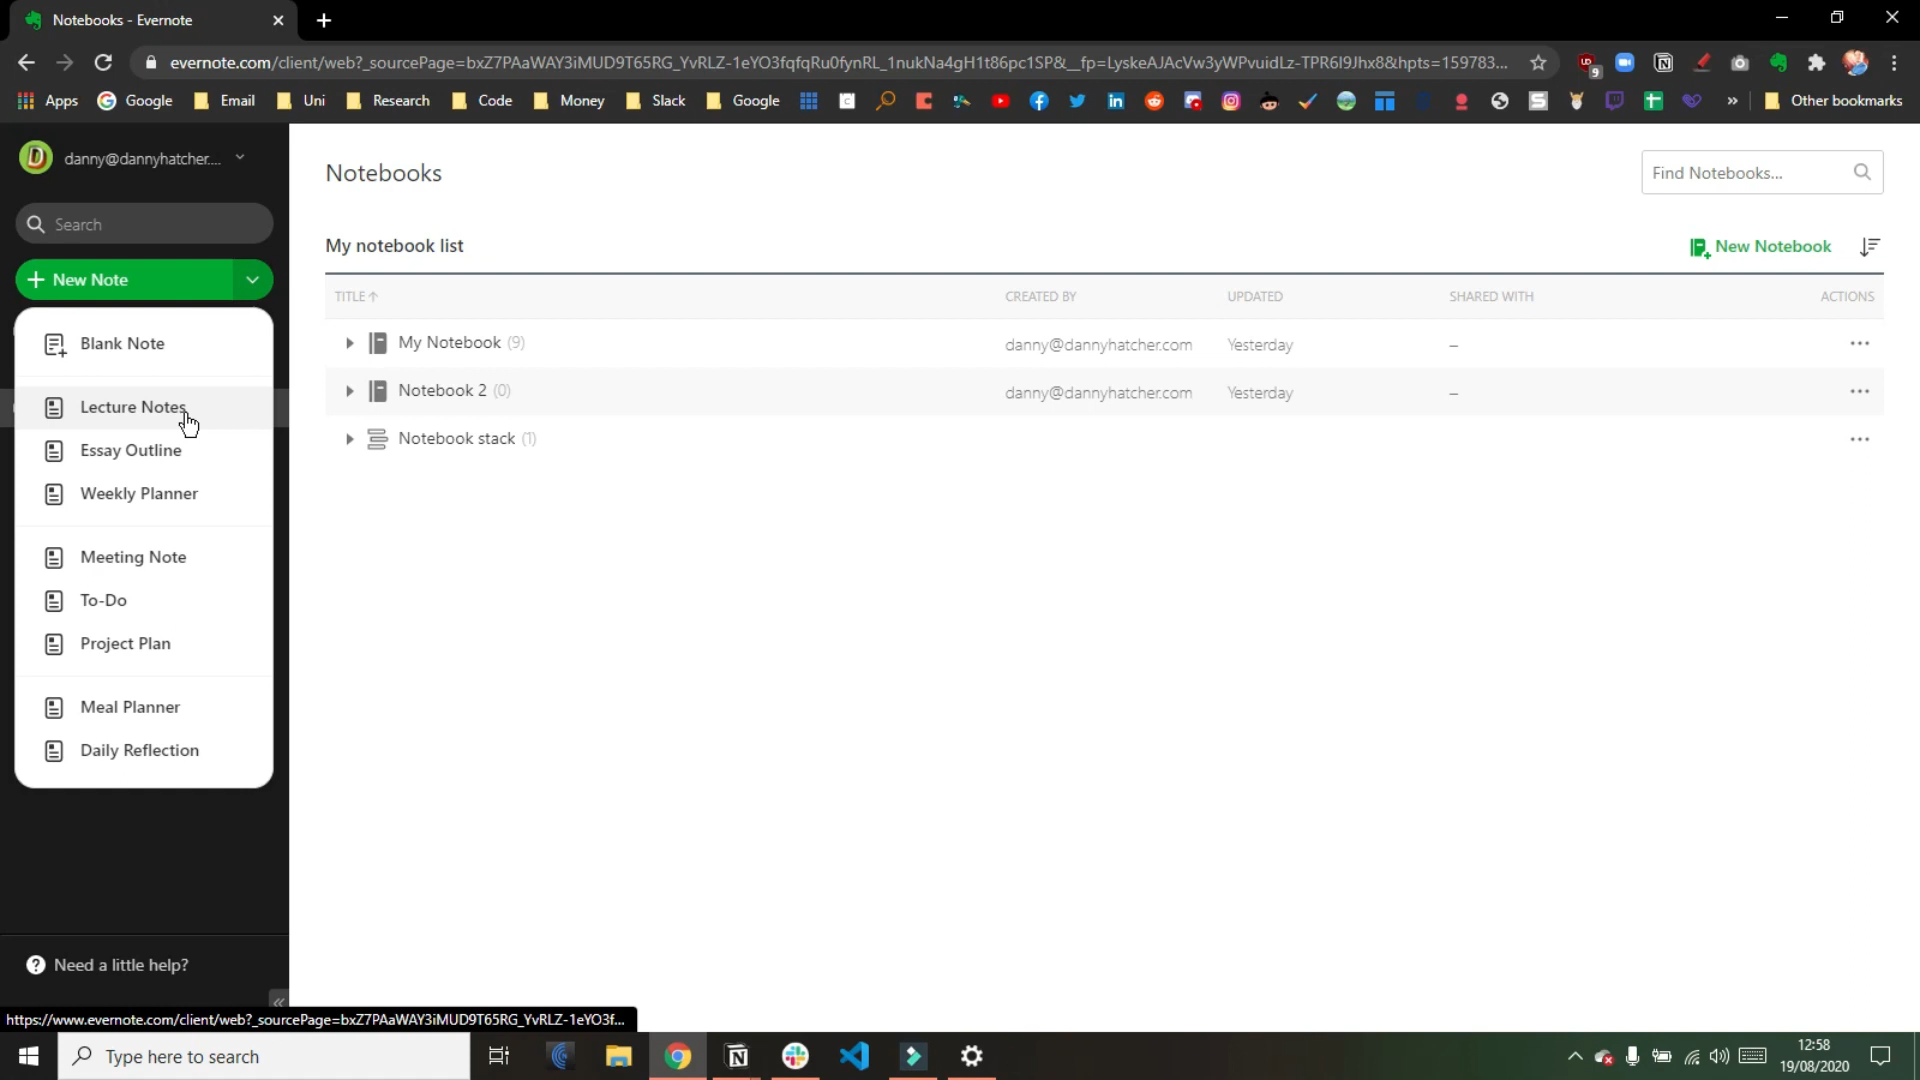 Notebooks - Evernote
evernote.com/client/web?_sourcePage=bxZ7PAaWAY3iMUD9T65RG_YvRLZ-1eYO3fqfqRu0fynRL_1nukNa4gH1t86pc1SP&__fp=LyskeAJAcVw3yWPvuidLz-TPR6I9Jhx8&hpts=159783...
9
Apps Google Email Uni Research Code Money Slack Google » Other bookmarks
danny@dannyhatcher....
Search
New Note
Blank Note
Lecture Notes
Essay Outline
Weekly Planner
Meeting Note
To-Do
Project Plan
Meal Planner
Daily Reflection
Need a little help?
Notebooks
Find Notebooks...
My notebook list
New Notebook
TITLE CREATED BY UPDATED SHARED WITH ACTIONS
My Notebook (9) danny@dannyhatcher.com Yesterday –
Notebook 2 (0) danny@dannyhatcher.com Yesterday –
Notebook stack (1)
https://www.evernote.com/client/web?_sourcePage=bxZ7PAaWAY3iMUD9T65RG_YvRLZ-1eYO3f...
Type here to search
12:58
19/08/2020